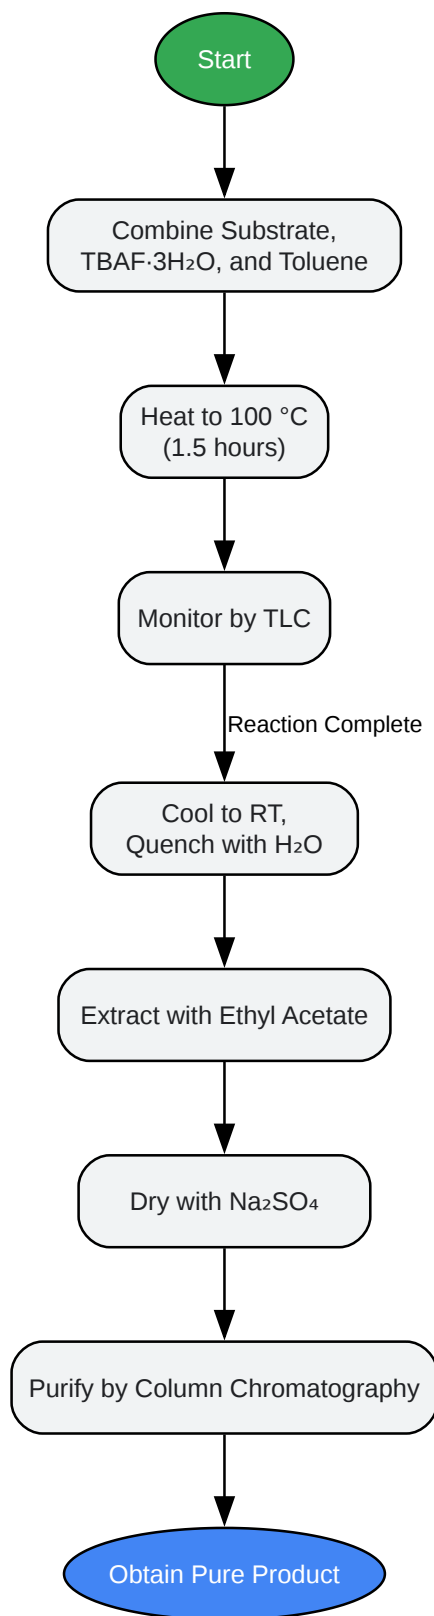 Start
Combine Substrate,
TBAF·3H₂O, and Toluene
Heat to 100 °C
(1.5 hours)
Monitor by TLC
Reaction Complete
Cool to RT,
Quench with H₂O
Extract with Ethyl Acetate
Dry with Na₂SO₄
Purify by Column Chromatography
Obtain Pure Product